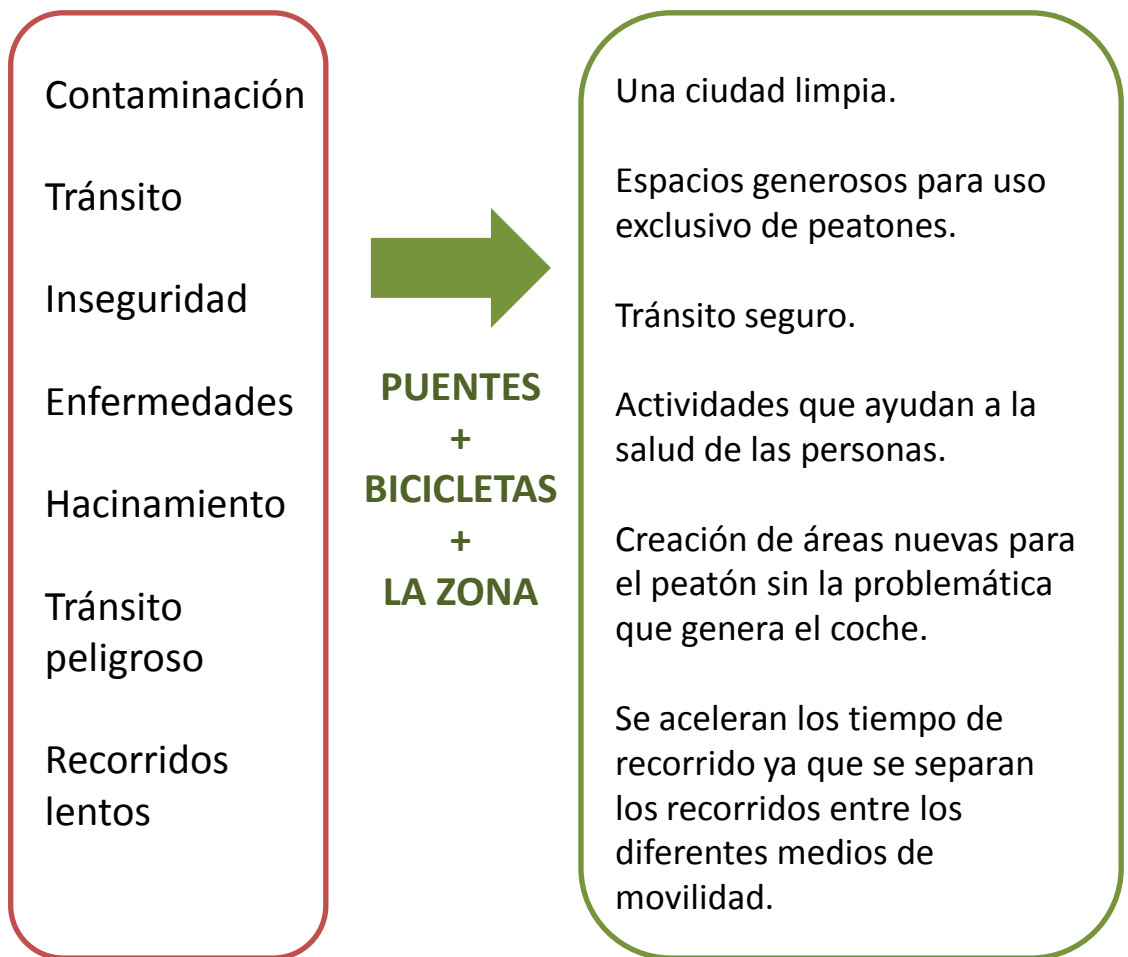 Contaminación
Tránsito
Inseguridad
Enfermedades
Hacinamiento
Tránsito
peligroso
Recorridos
lentos
PUENTES
+
BICICLETAS
+
LA ZONA
Una ciudad limpia.
Espacios generosos para uso
exclusivo de peatones.
Tránsito seguro.
Actividades que ayudan a la
salud de las personas.
Creación de áreas nuevas para
el peatón sin la problemática
que genera el coche.
Se aceleran los tiempo de
recorrido ya que se separan
los recorridos entre los
diferentes medios de
movilidad.